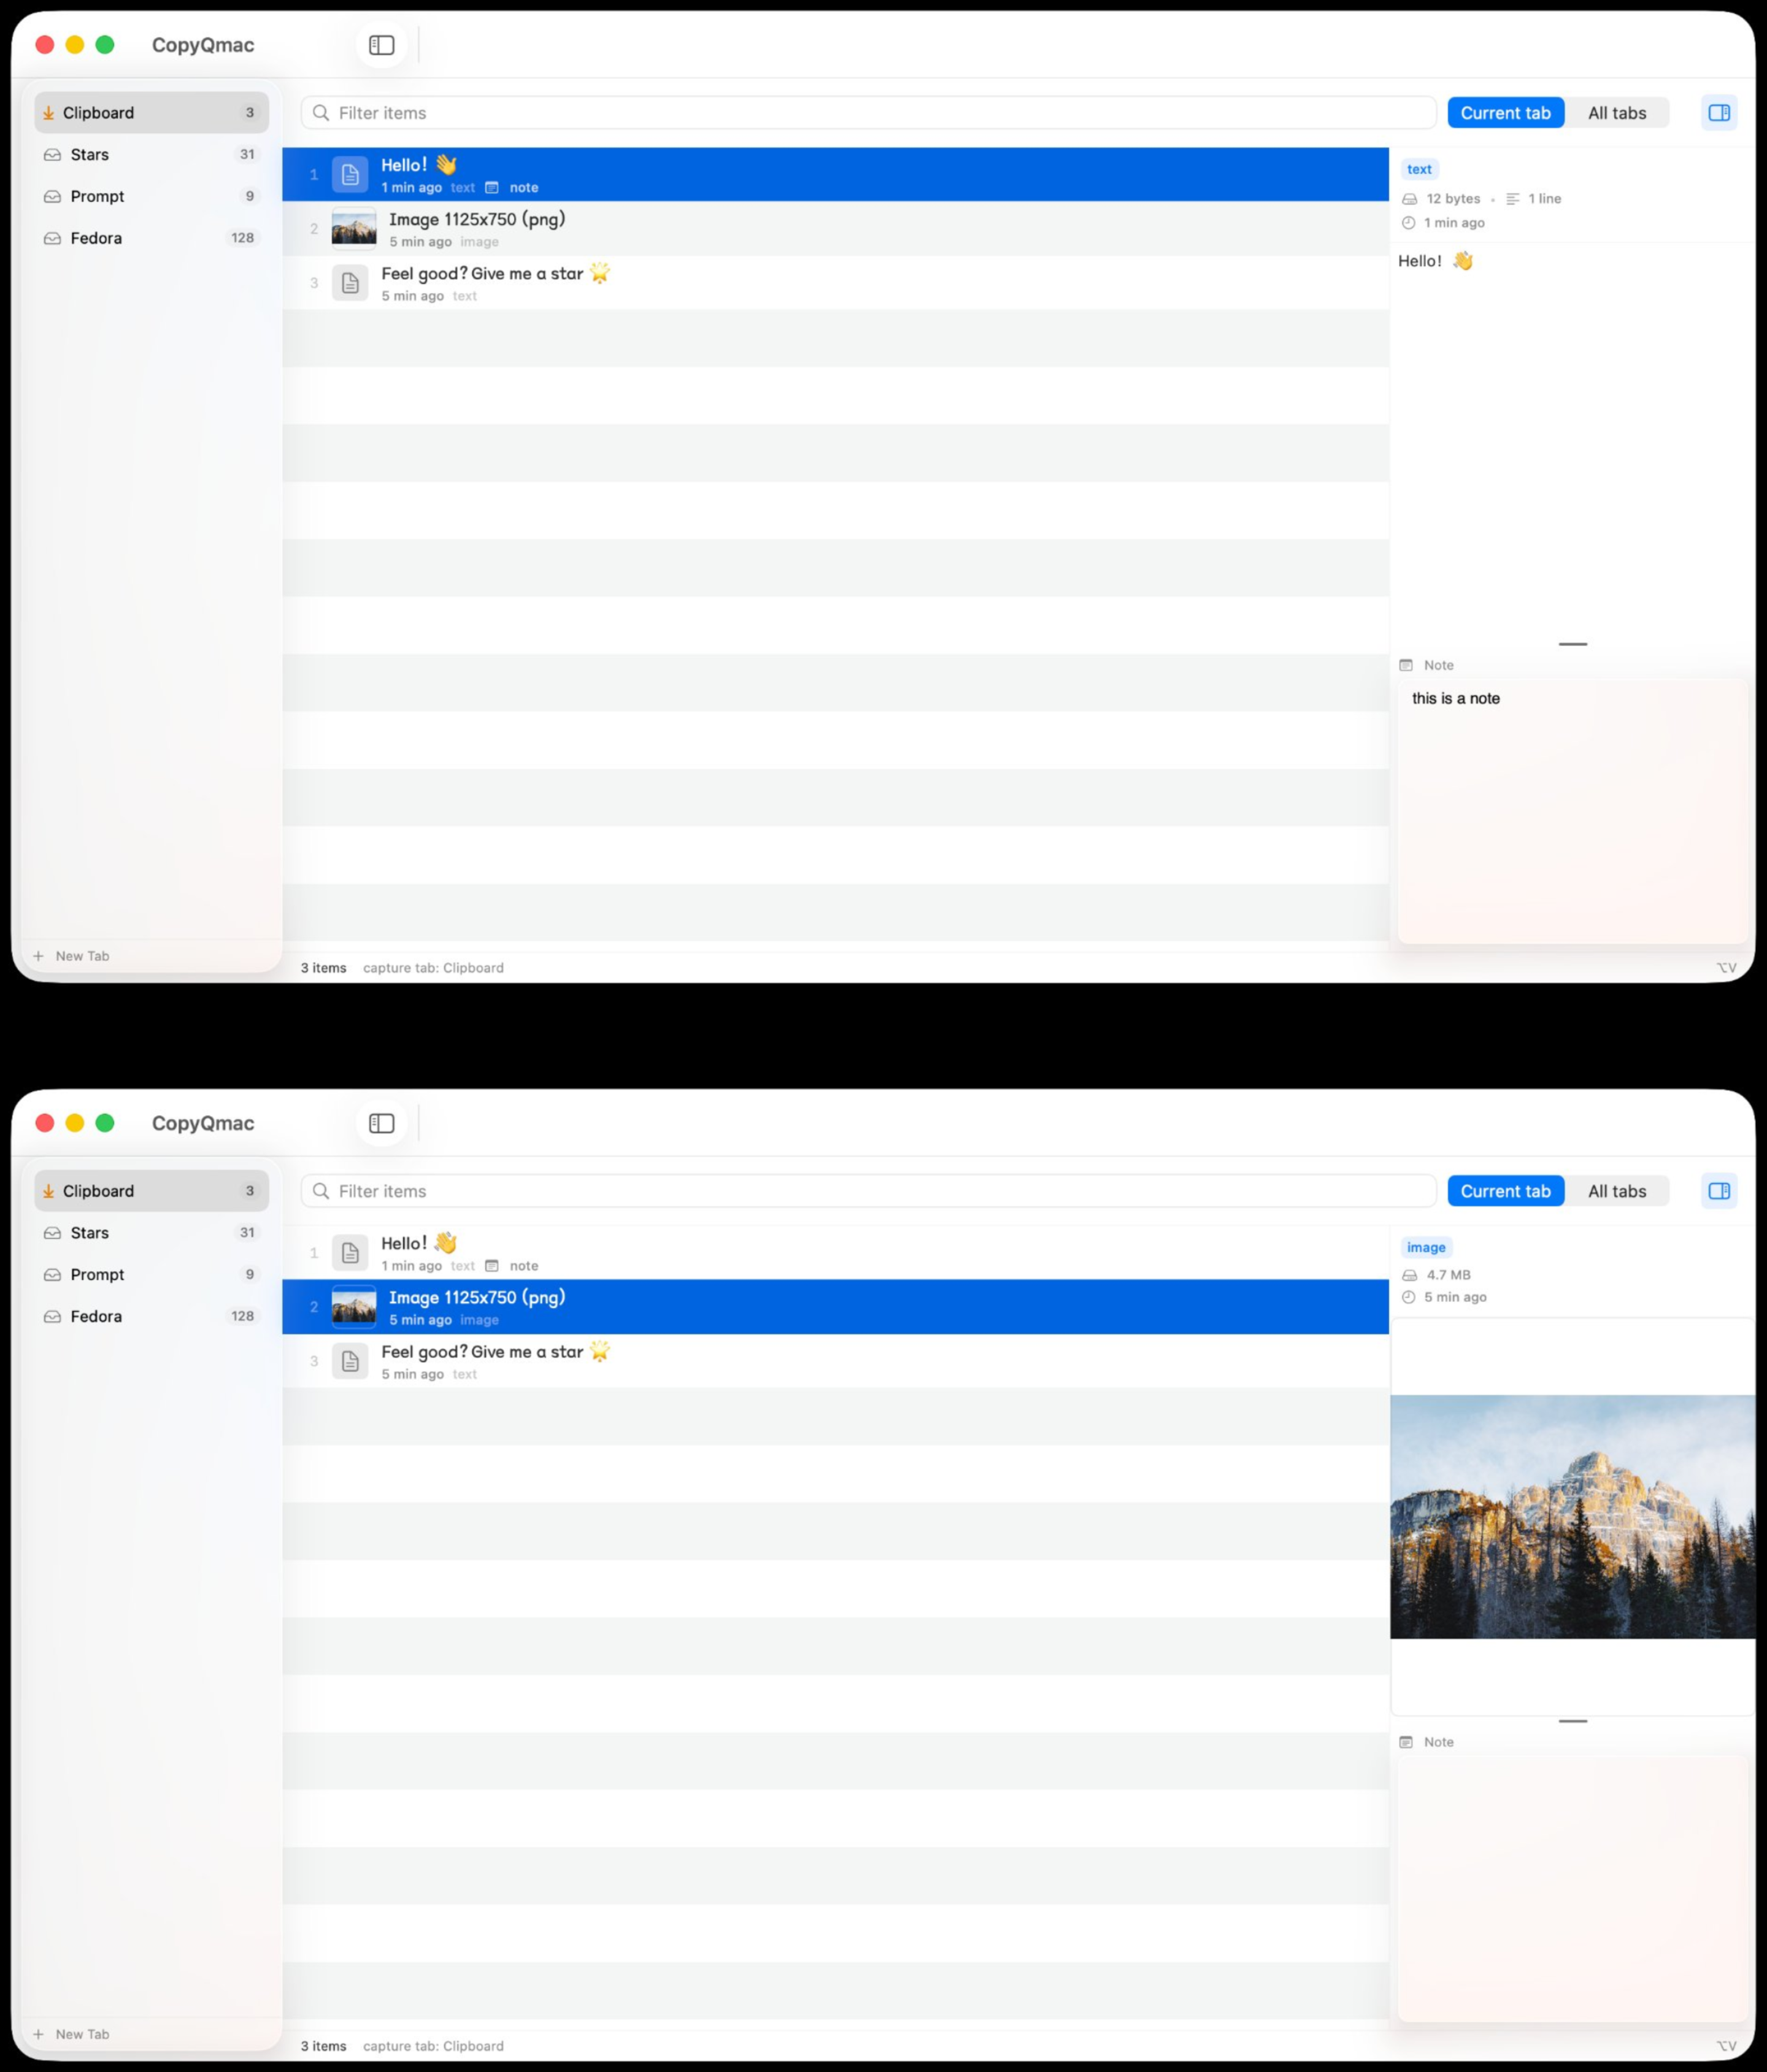 CopyQmac
Clipboard 3
Stars 31
Prompt 9
Fedora 128
New Tab
Filter items
Current tab All tabs
1 Hello! 👋
1 min ago text note
2 Image 1125x750 (png)
5 min ago image
3 Feel good? Give me a star 🌟
5 min ago text
text
12 bytes • 1 line
1 min ago
Hello! 👋
Note
this is a note
3 items capture tab: Clipboard
⌥V
CopyQmac
Clipboard 3
Stars 31
Prompt 9
Fedora 128
New Tab
Filter items
Current tab All tabs
1 Hello! 👋
1 min ago text note
2 Image 1125x750 (png)
5 min ago image
3 Feel good? Give me a star 🌟
5 min ago text
image
4.7 MB
5 min ago
Note
3 items capture tab: Clipboard
⌥V